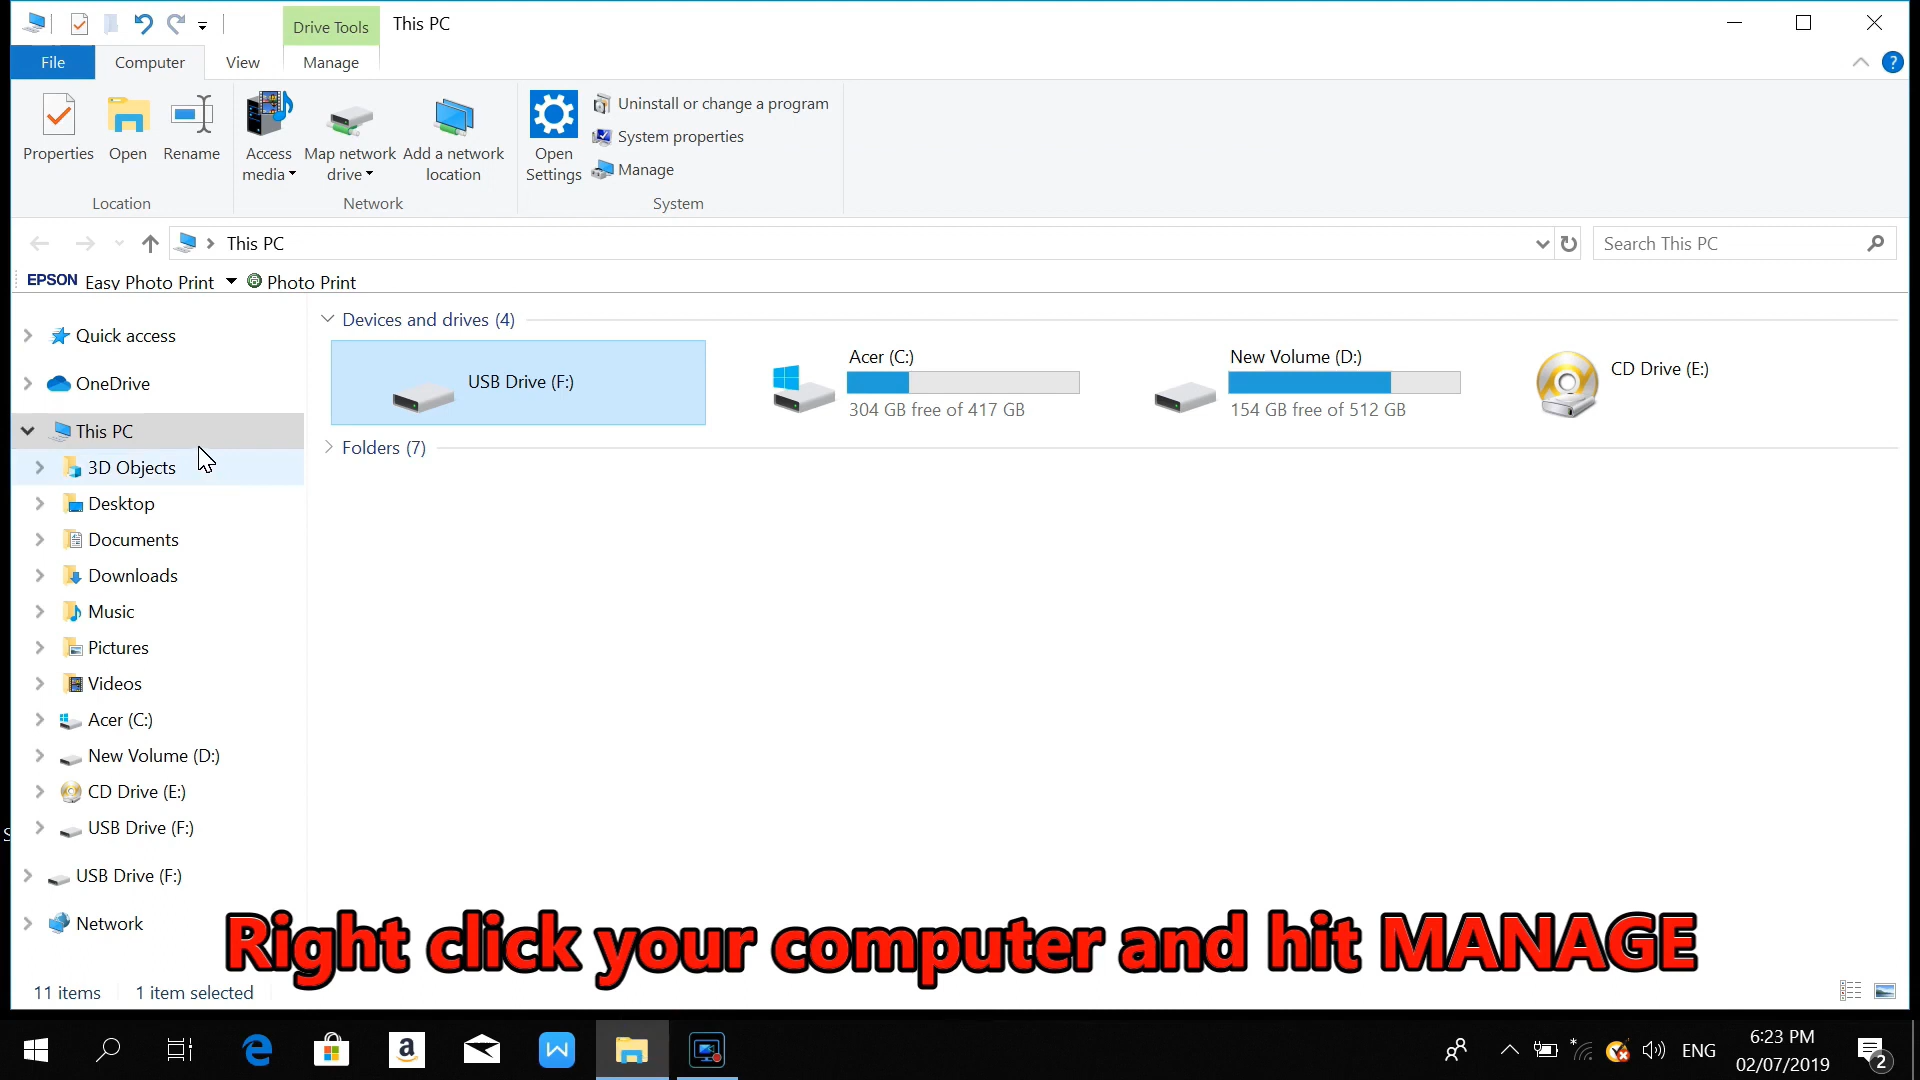 Drive Tools
This PC
File
Computer
View
Manage
Properties
Open
Rename
Access media
Map network drive
Add a network location
Open Settings
Uninstall or change a program
System properties
Manage
Location
Network
System
This PC
Search This PC
EPSON Easy Photo Print
Photo Print
Quick access
OneDrive
This PC
3D Objects
Desktop
Documents
Downloads
Music
Pictures
Videos
Acer (C:)
New Volume (D:)
CD Drive (E:)
USB Drive (F:)
USB Drive (F:)
Network
Devices and drives (4)
USB Drive (F:)
Acer (C:)
304 GB free of 417 GB
New Volume (D:)
154 GB free of 512 GB
CD Drive (E:)
Folders (7)
Right click your computer and hit MANAGE
11 items
1 item selected
ENG
6:23 PM
02/07/2019
2